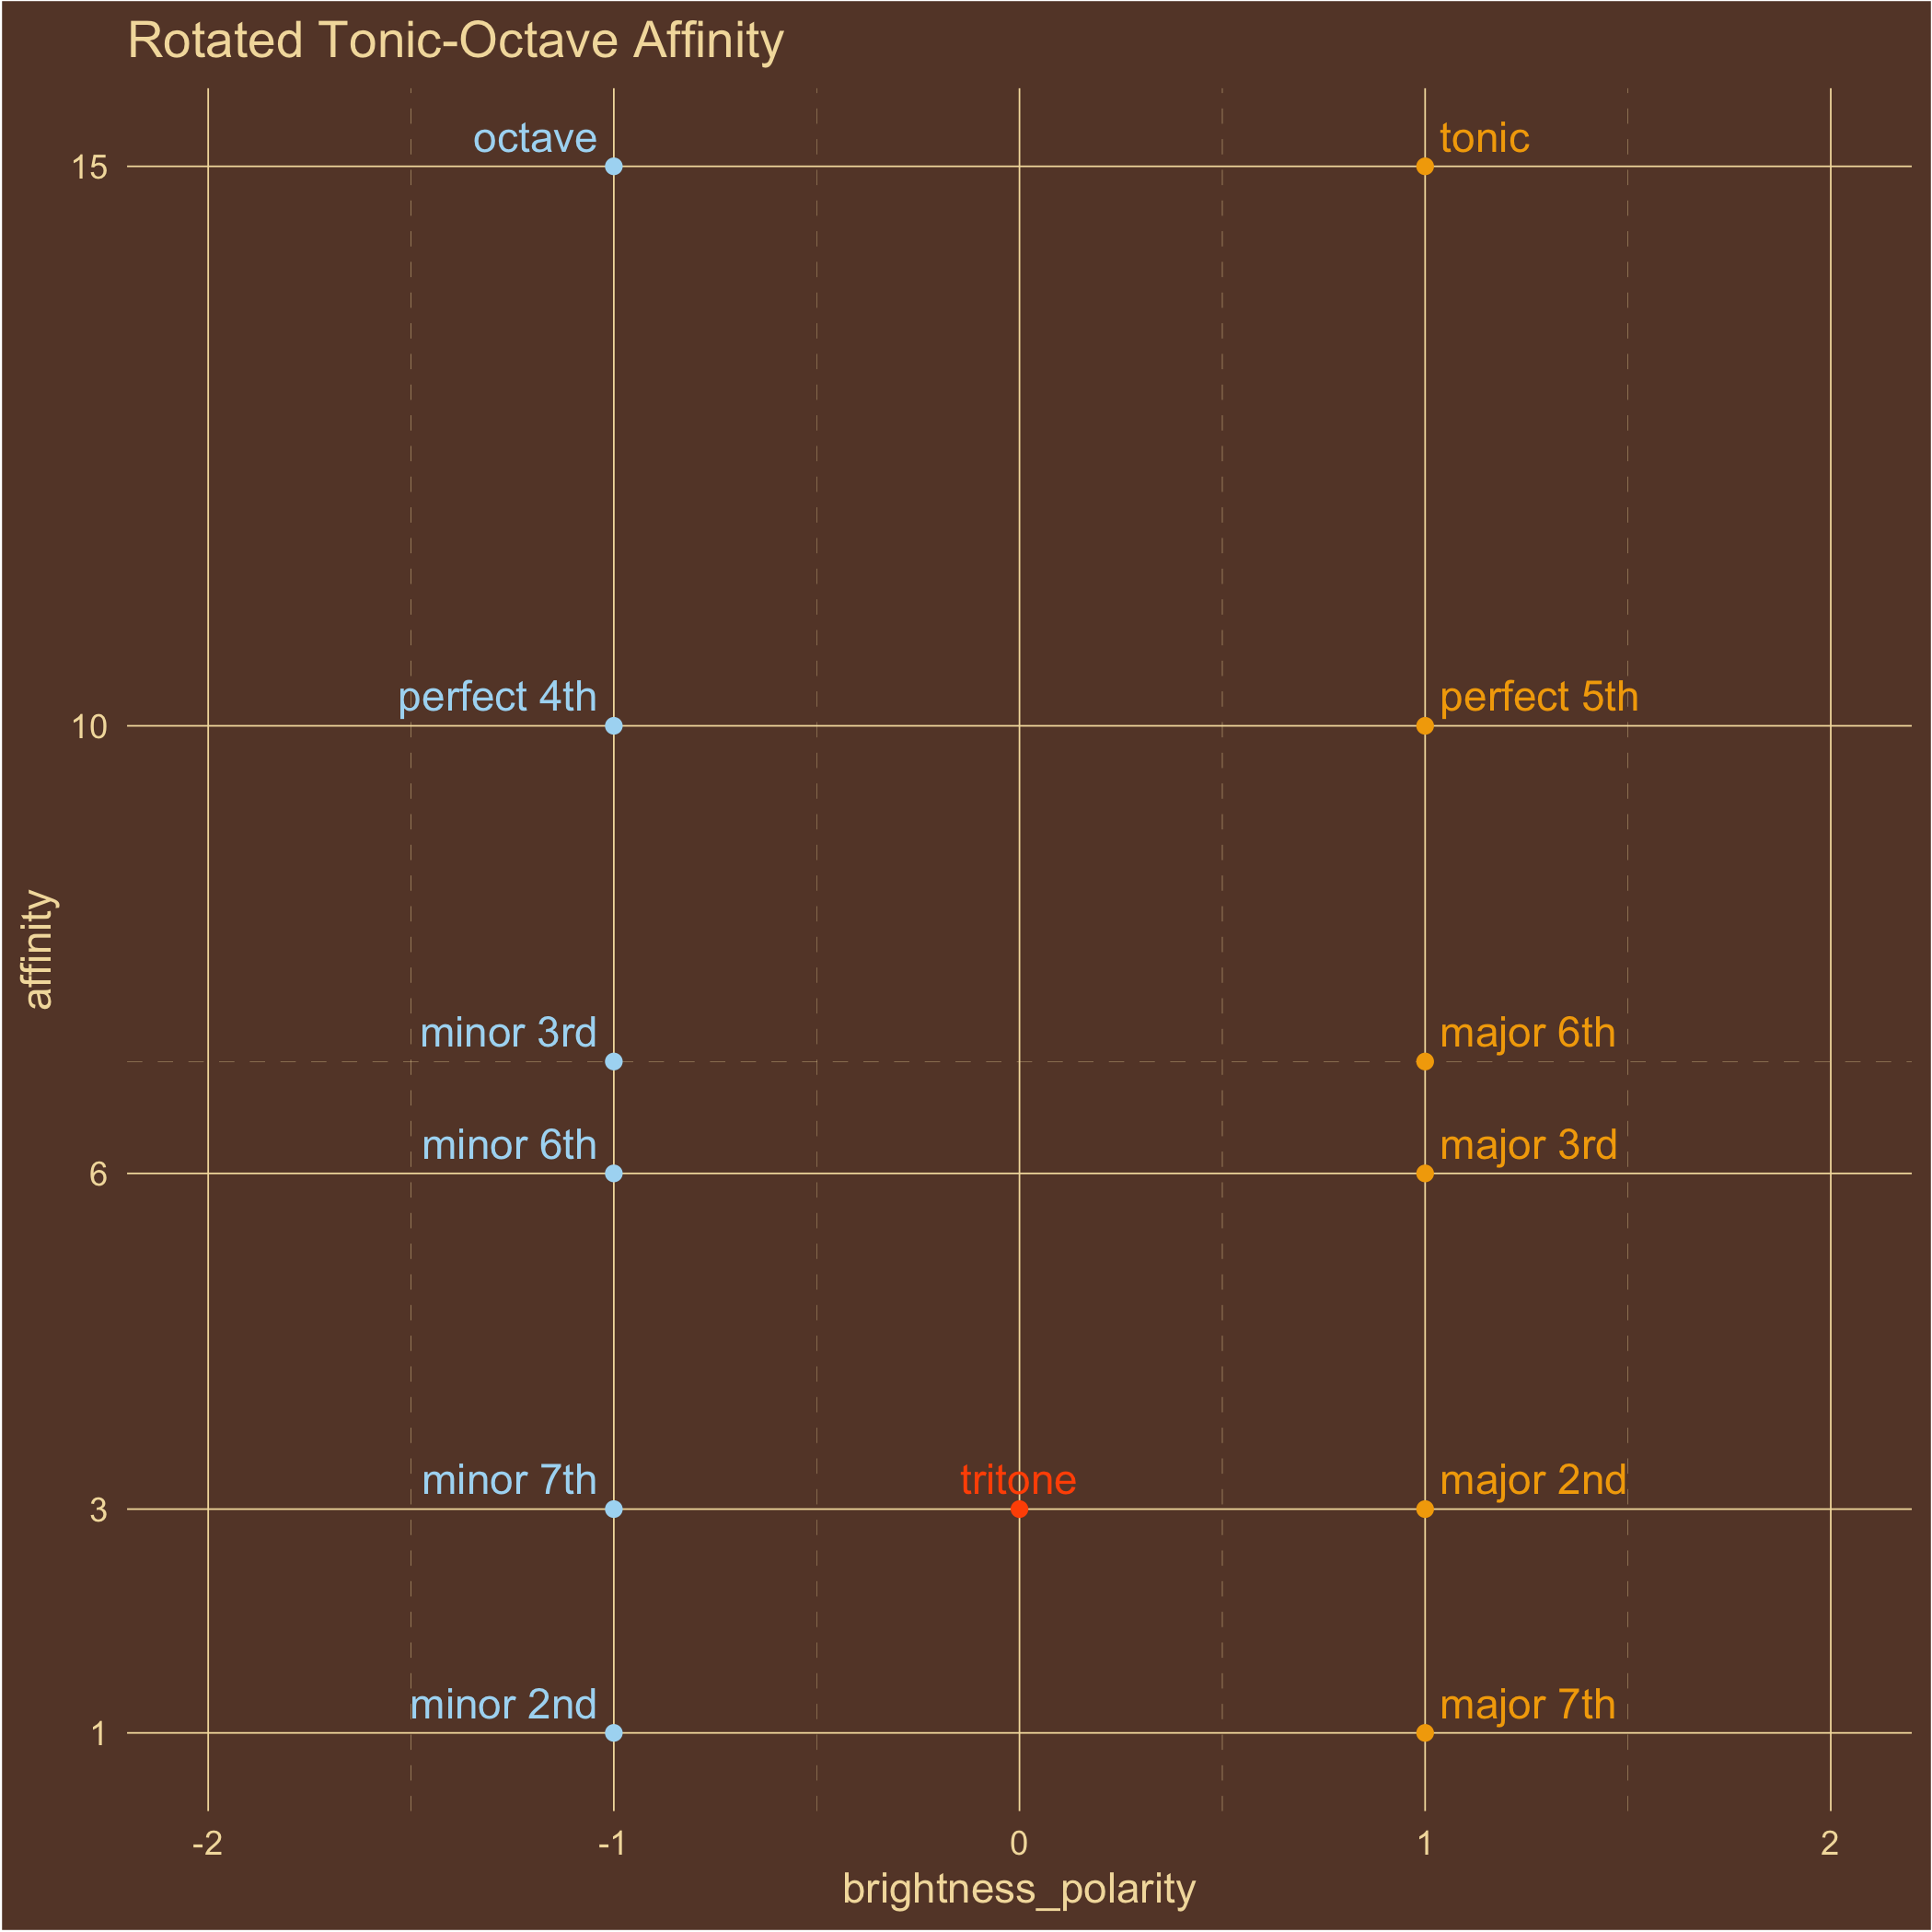 Rotated Tonic-Octave Affinity
octave tonic
15
perfect 4th perfect 5th
10
affinity
minor 3rd major 6th
minor 6th major 3rd
6
minor 7th tritone major 2nd
3
minor 2nd major 7th
1
-2 -1 0 1 2
brightness_polarity